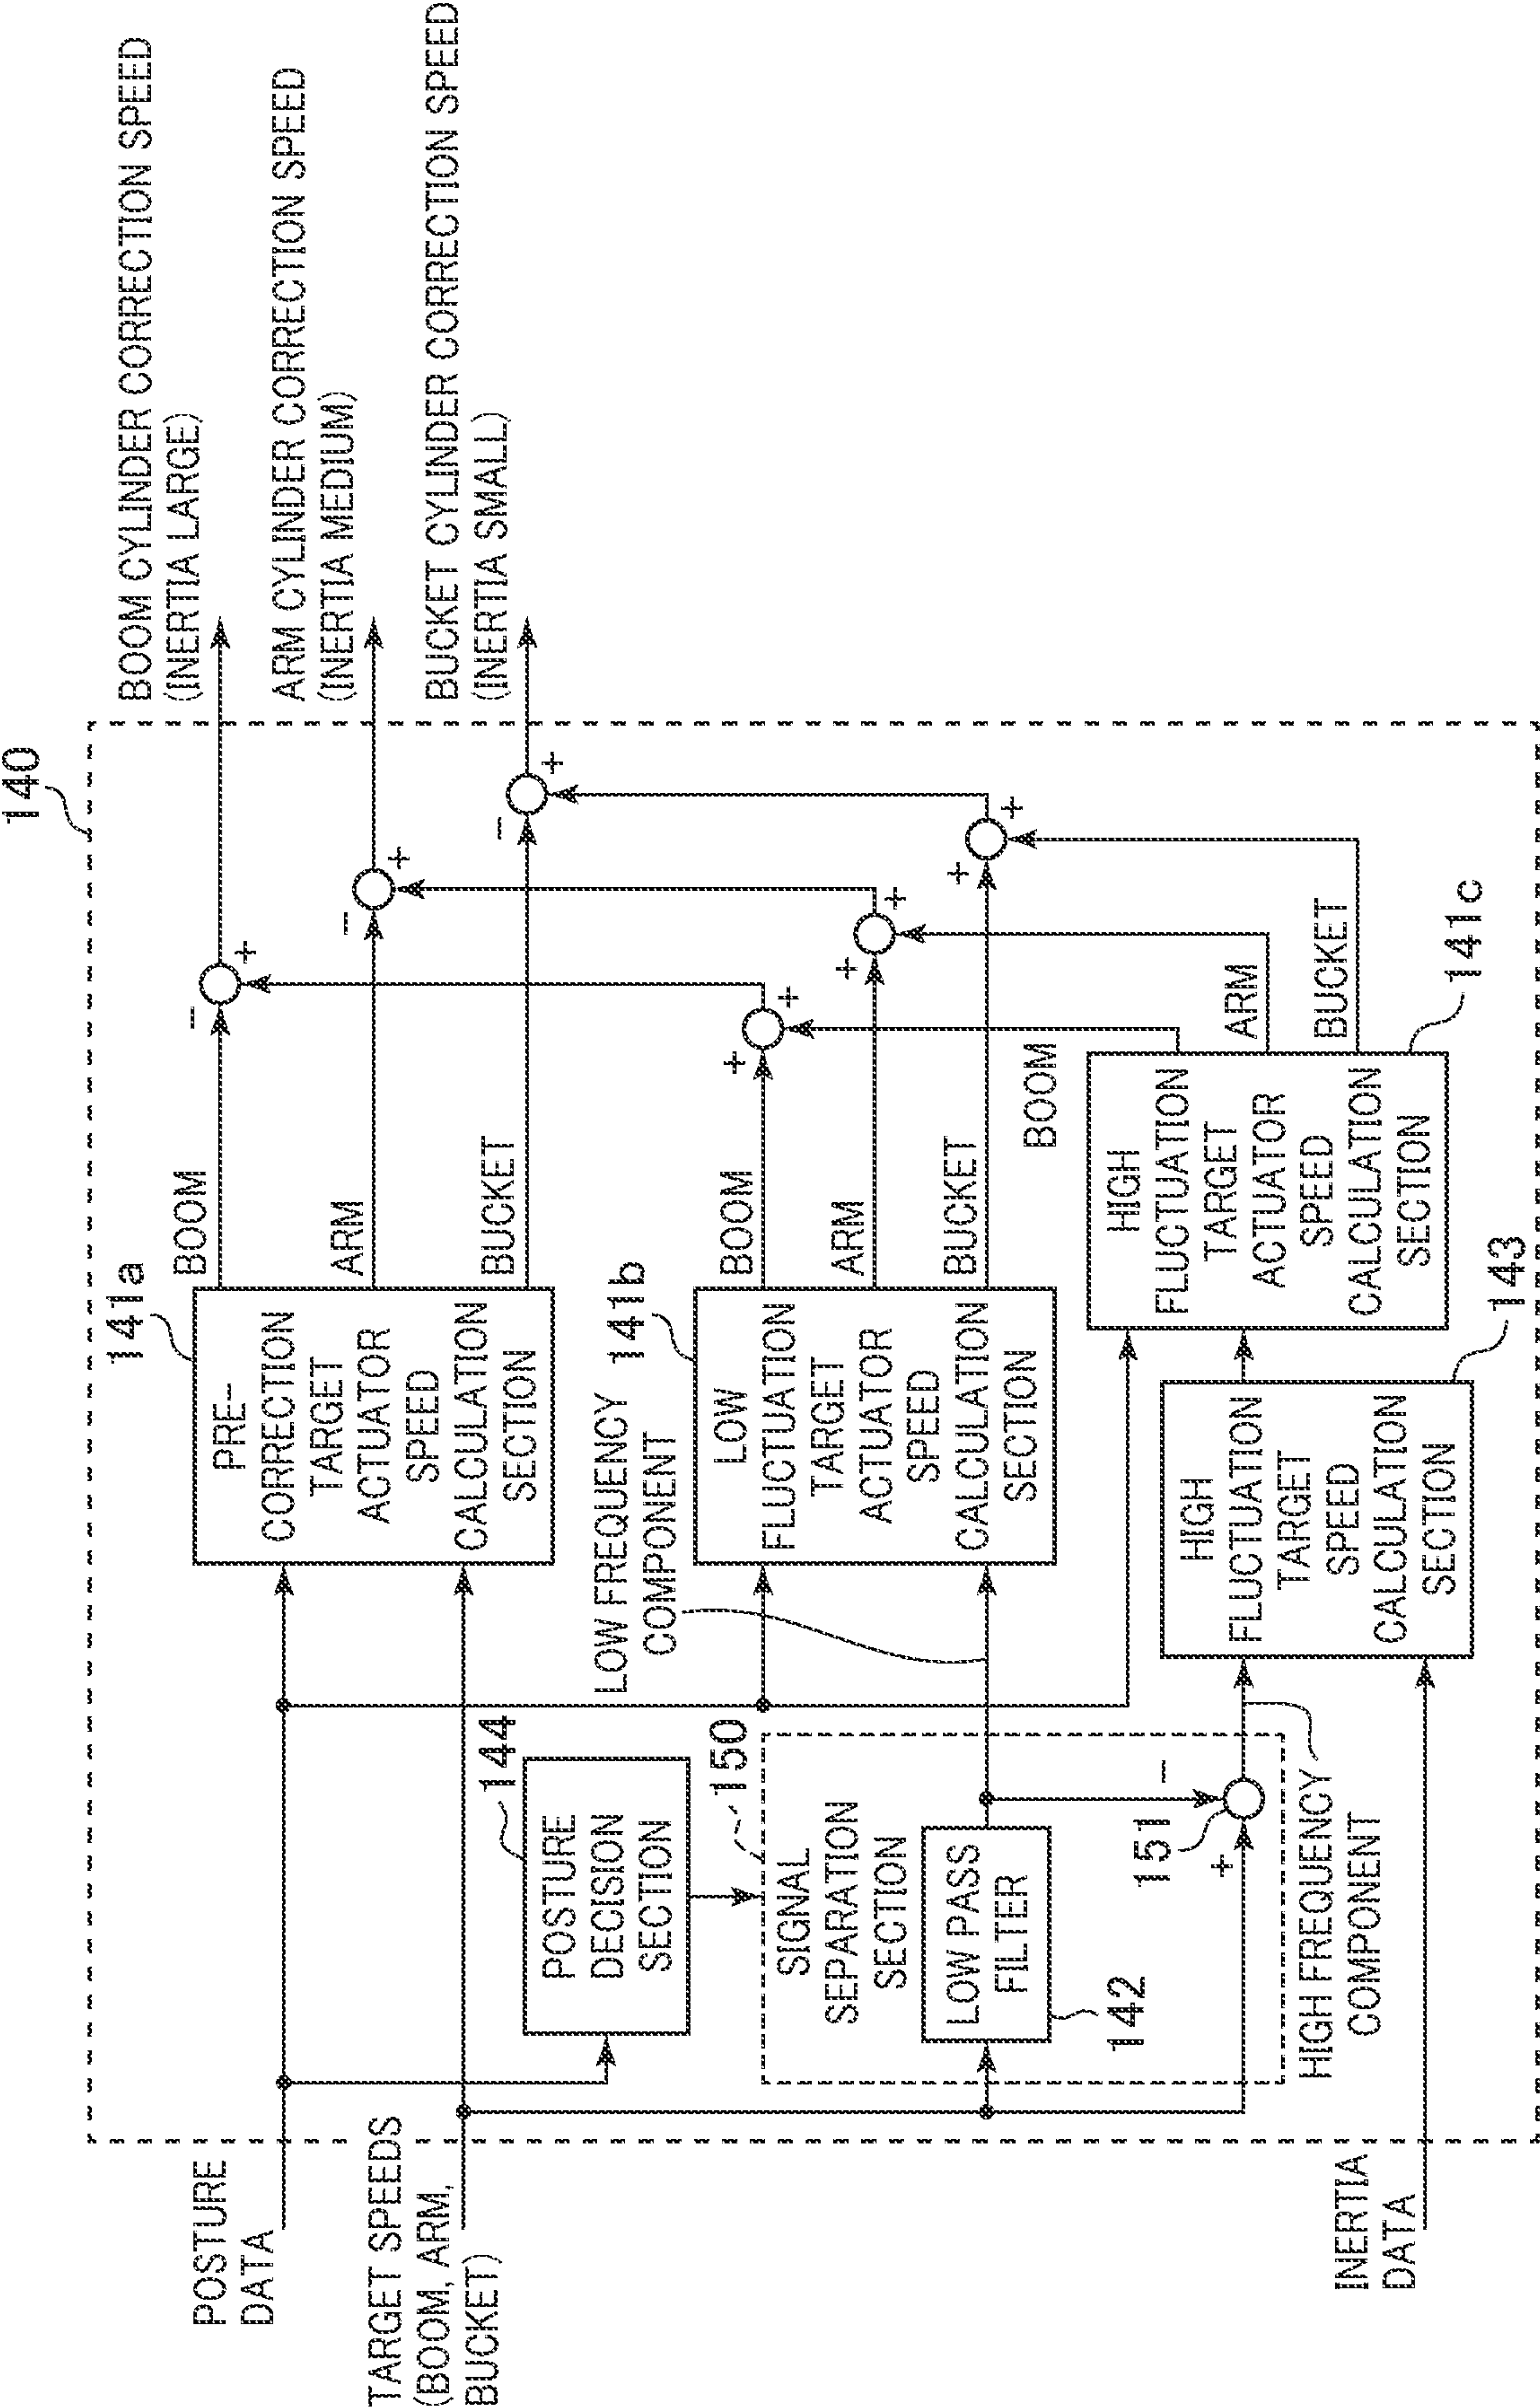 140
BOOM CYLINDER CORRECTION SPEED
(INERTIA LARGE)
ARM CYLINDER CORRECTION SPEED
(INERTIA MEDIUM)
BUCKET CYLINDER CORRECTION SPEED
(INERTIA SMALL)
POSTURE
DATA
TARGET SPEEDS
(BOOM, ARM,
BUCKET)
INERTIA
DATA
144
POSTURE
DECISION
SECTION
150
SIGNAL
SEPARATION
SECTION
LOW PASS
FILTER
142
151
+
−
HIGH FREQUENCY
COMPONENT
LOW FREQUENCY
COMPONENT
141a
PRE-
CORRECTION
TARGET
ACTUATOR
SPEED
CALCULATION
SECTION
BOOM
ARM
BUCKET
−
+
−
+
−
+
141b
LOW
FLUCTUATION
TARGET
ACTUATOR
SPEED
CALCULATION
SECTION
BOOM
ARM
BUCKET
+
+
+
+
+
+
143
HIGH
FLUCTUATION
TARGET
SPEED
CALCULATION
SECTION
141c
HIGH
FLUCTUATION
TARGET
ACTUATOR
SPEED
CALCULATION
SECTION
BOOM
ARM
BUCKET